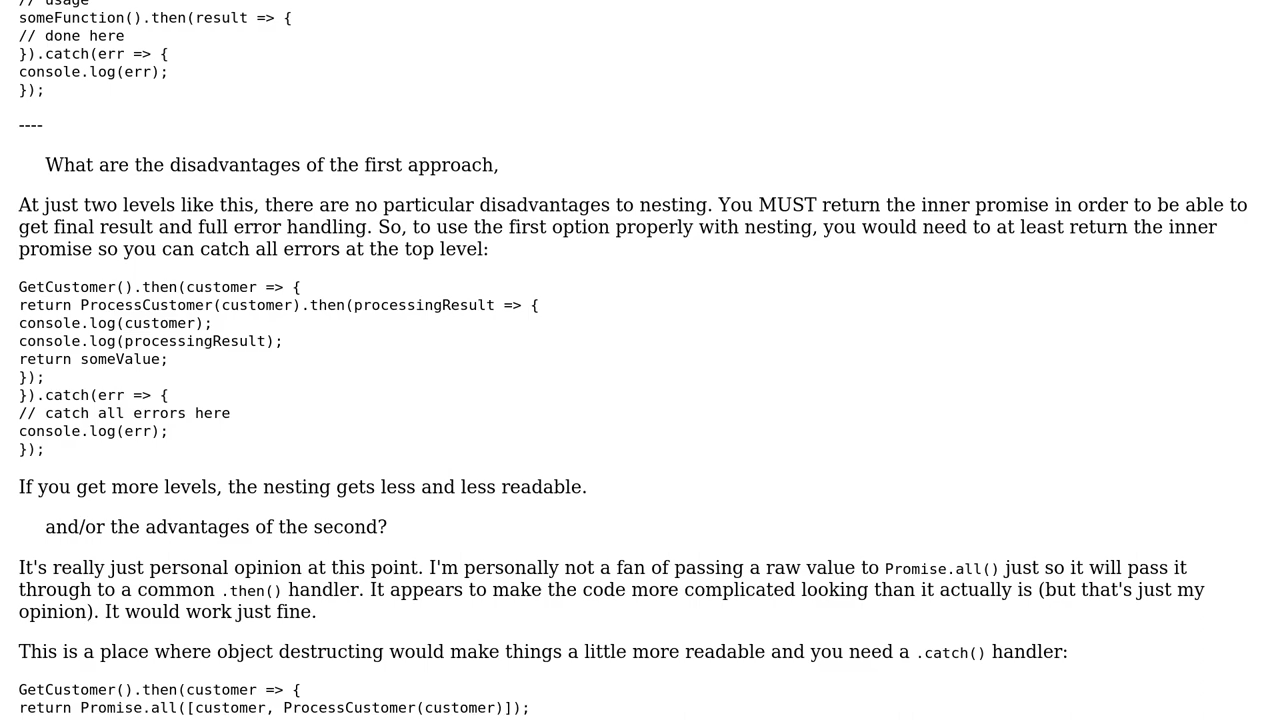 // usage
someFunction().then(result => {
// done here
}).catch(err => {
console.log(err);
});
----
What are the disadvantages of the first approach,
At just two levels like this, there are no particular disadvantages to nesting. You MUST return the inner promise in order to be able to
get final result and full error handling. So, to use the first option properly with nesting, you would need to at least return the inner
promise so you can catch all errors at the top level:
GetCustomer().then(customer => {
return ProcessCustomer(customer).then(processingResult => {
console.log(customer);
console.log(processingResult);
return someValue;
});
}).catch(err => {
// catch all errors here
console.log(err);
});
If you get more levels, the nesting gets less and less readable.
and/or the advantages of the second?
It's really just personal opinion at this point. I'm personally not a fan of passing a raw value to Promise.all() just so it will pass it
through to a common .then() handler. It appears to make the code more complicated looking than it actually is (but that's just my
opinion). It would work just fine.
This is a place where object destructing would make things a little more readable and you need a .catch() handler:
GetCustomer().then(customer => {
return Promise.all([customer, ProcessCustomer(customer)]);